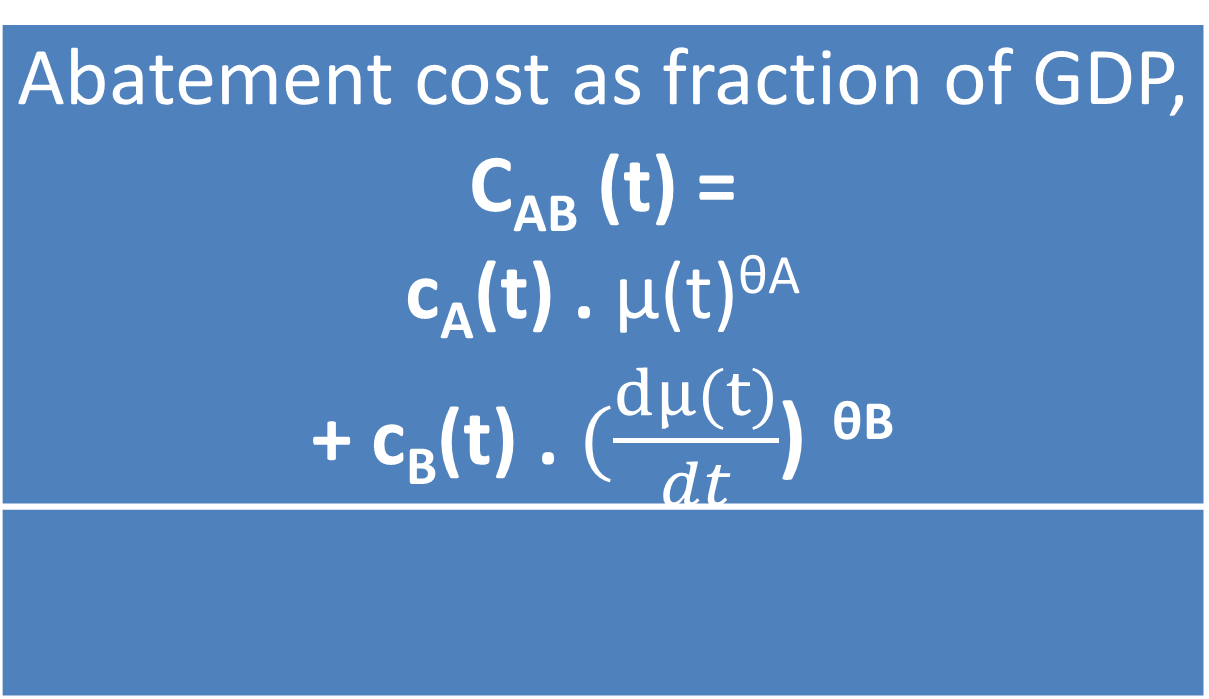 Abatement cost as fraction of GDP,
C_AB (t) =
c_A(t) . μ(t)^θA
+ c_B(t) . (dμ(t)/dt) ^θB